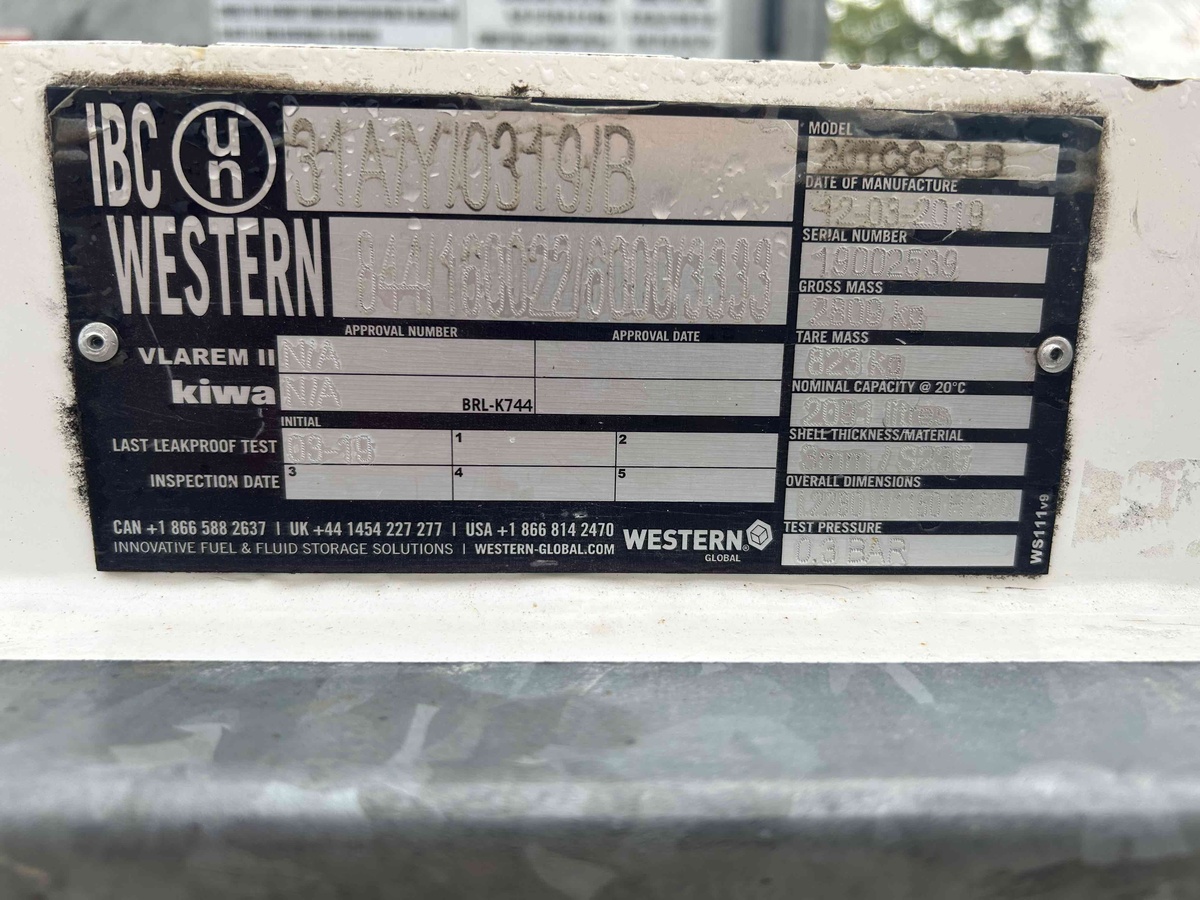 IBC un 31A/Y/0319/B
WESTERN
APPROVAL NUMBER APPROVAL DATE
VLAREM II N/A
kiwa N/A BRL-K744
INITIAL
LAST LEAKPROOF TEST 03-19 1 2
INSPECTION DATE 3 4 5
CAN +1 866 588 2637 | UK +44 1454 227 277 | USA +1 866 814 2470
INNOVATIVE FUEL & FLUID STORAGE SOLUTIONS | WESTERN-GLOBAL.COM
WESTERN
GLOBAL
MODEL
20TCG-GLB
DATE OF MANUFACTURE
12-03-2019
SERIAL NUMBER
19002539
GROSS MASS
TARE MASS
823 kg
NOMINAL CAPACITY @ 20°C
SHELL THICKNESS/MATERIAL
OVERALL DIMENSIONS
TEST PRESSURE
0.3 BAR
WS111v9